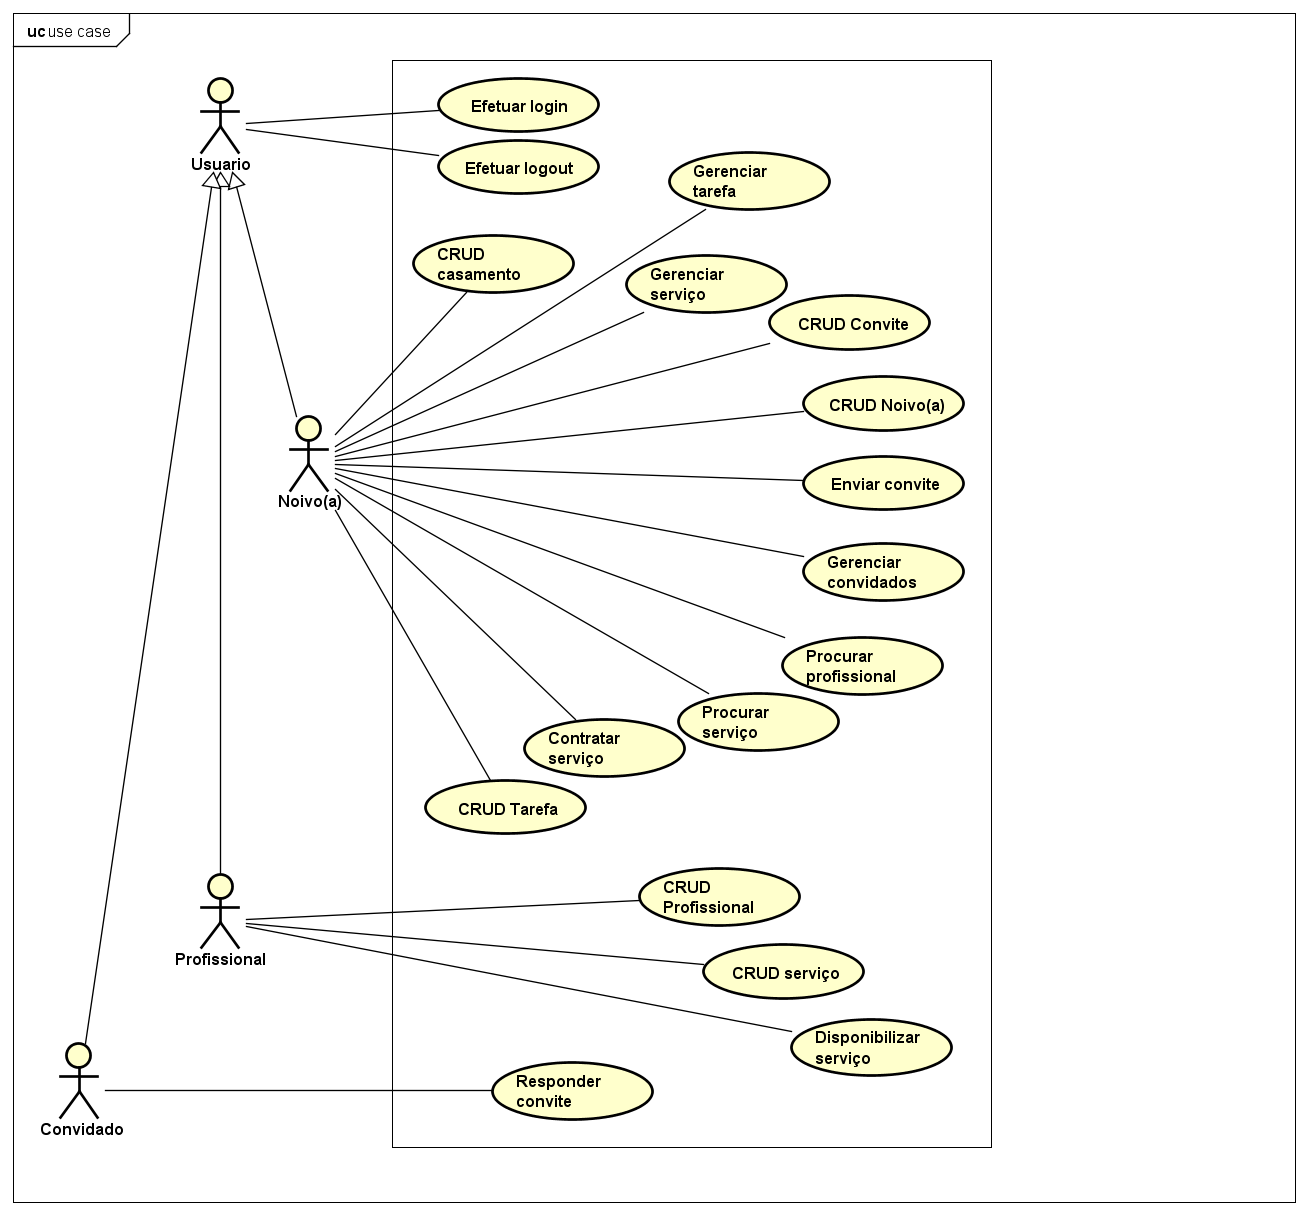 uc use case
Efetuar login
Usuario
Efetuar logout
Gerenciar
tarefa
CRUD
casamento
Gerenciar
serviço
CRUD Convite
CRUD Noivo(a)
Noivo(a)
Enviar convite
Gerenciar
convidados
Procurar
profissional
Procurar
serviço
Contratar
serviço
CRUD Tarefa
CRUD
Profissional
Profissional
CRUD serviço
Disponibilizar
serviço
Responder
convite
Convidado